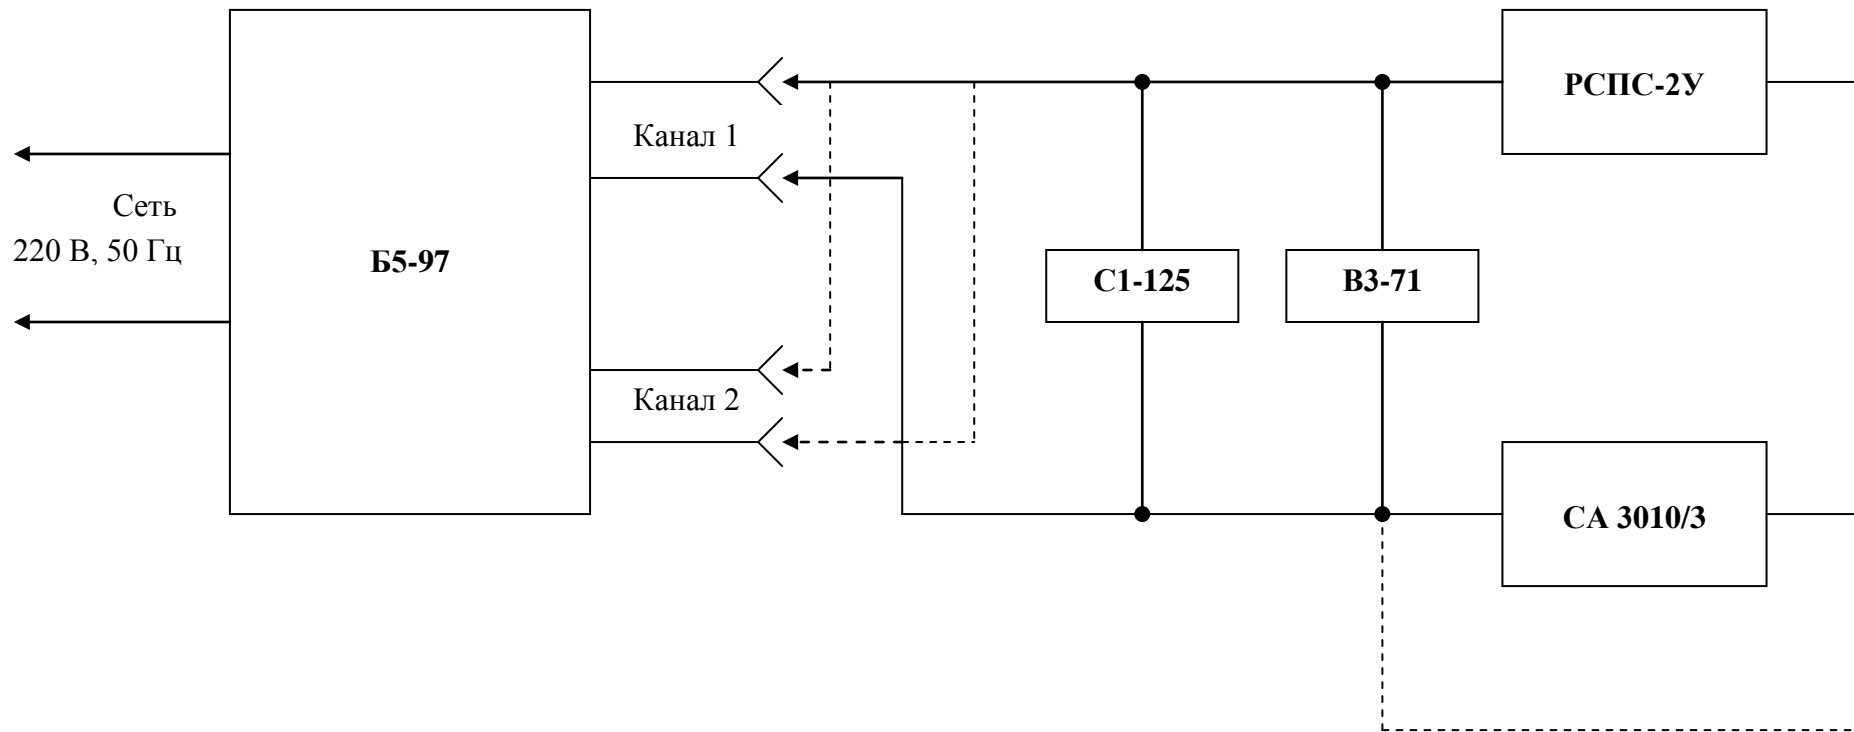 РСПС-2У
Канал 1
Сеть
220 В, 50 Гц
Б5-97
С1-125
В3-71
Канал 2
СА 3010/3